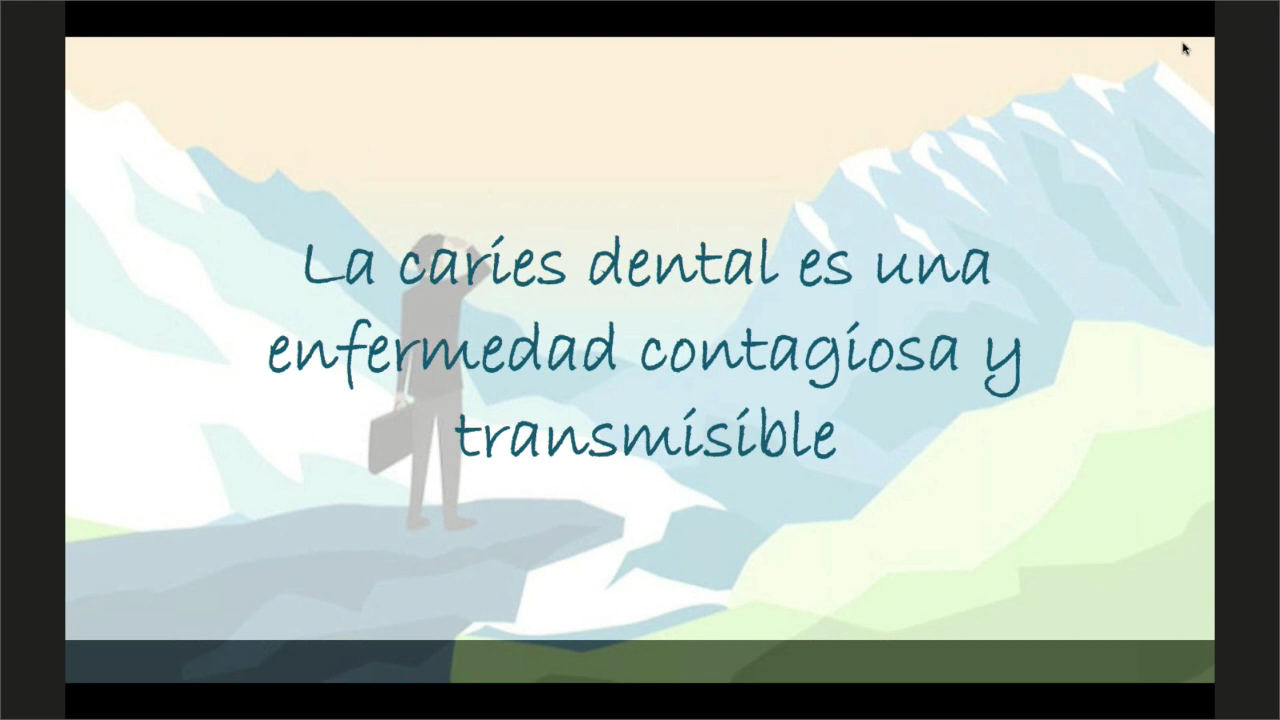 La caries dental es una
enfermedad contagiosa y
transmisible